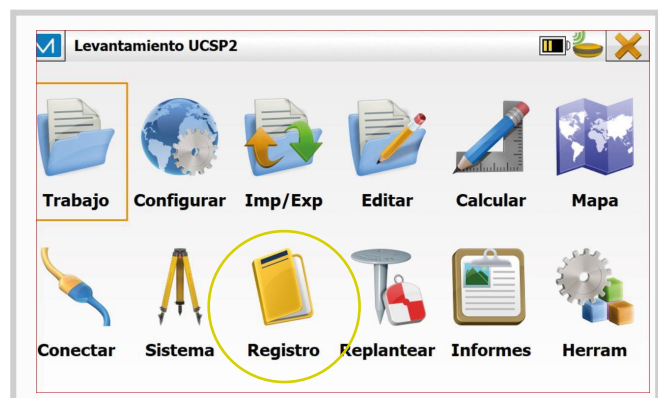 Levantamiento UCSP2
Trabajo Configurar Imp/Exp Editar Calcular Mapa
Conectar Sistema Registro Replantear Informes Herram